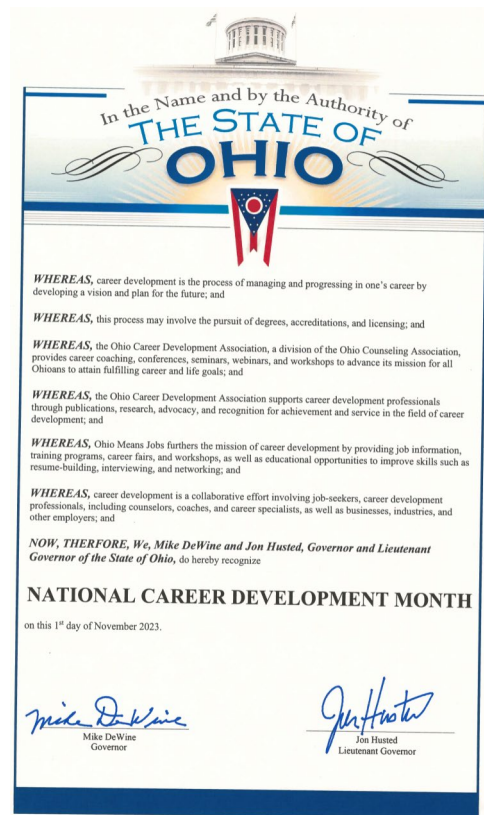 In the Name and by the Authority of
THE STATE OF
OHIO
WHEREAS, career development is the process of managing and progressing in one's career by
developing a vision and plan for the future; and
WHEREAS, this process may involve the pursuit of degrees, accreditations, and licensing; and
WHEREAS, the Ohio Career Development Association, a division of the Ohio Counseling Association,
provides career coaching, conferences, seminars, webinars, and workshops to advance its mission for all
Ohioans to attain fulfilling career and life goals; and
WHEREAS, the Ohio Career Development Association supports career development professionals
through publications, research, advocacy, and recognition for achievement and service in the field of career
development; and
WHEREAS, Ohio Means Jobs furthers the mission of career development by providing job information,
training programs, career fairs, and workshops, as well as educational opportunities to improve skills such as
resume-building, interviewing, and networking; and
WHEREAS, career development is a collaborative effort involving job-seekers, career development
professionals, including counselors, coaches, and career specialists, as well as businesses, industries, and
other employers; and
NOW, THERFORE, We, Mike DeWine and Jon Husted, Governor and Lieutenant
Governor of the State of Ohio, do hereby recognize
NATIONAL CAREER DEVELOPMENT MONTH
on this 1st day of November 2023.
Mike DeWine
Jon Husted
Mike DeWine
Governor
Jon Husted
Lieutenant Governor